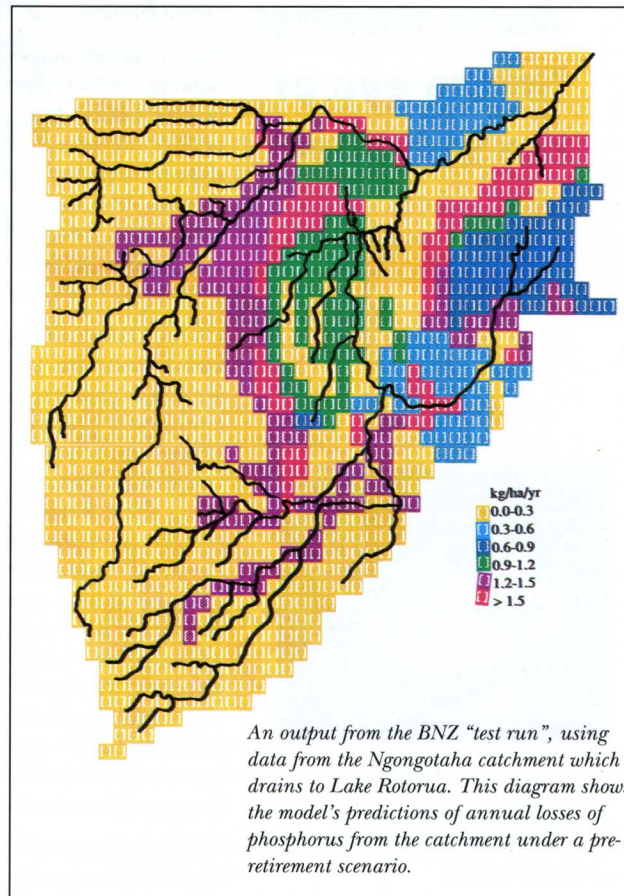 kg/ha/yr
0.0-0.3
0.3-0.6
0.6-0.9
0.9-1.2
1.2-1.5
> 1.5
An output from the BNZ “test run”, using
data from the Ngongotaha catchment which
drains to Lake Rotorua. This diagram show
the model’s predictions of annual losses of
phosphorus from the catchment under a pre-
retirement scenario.